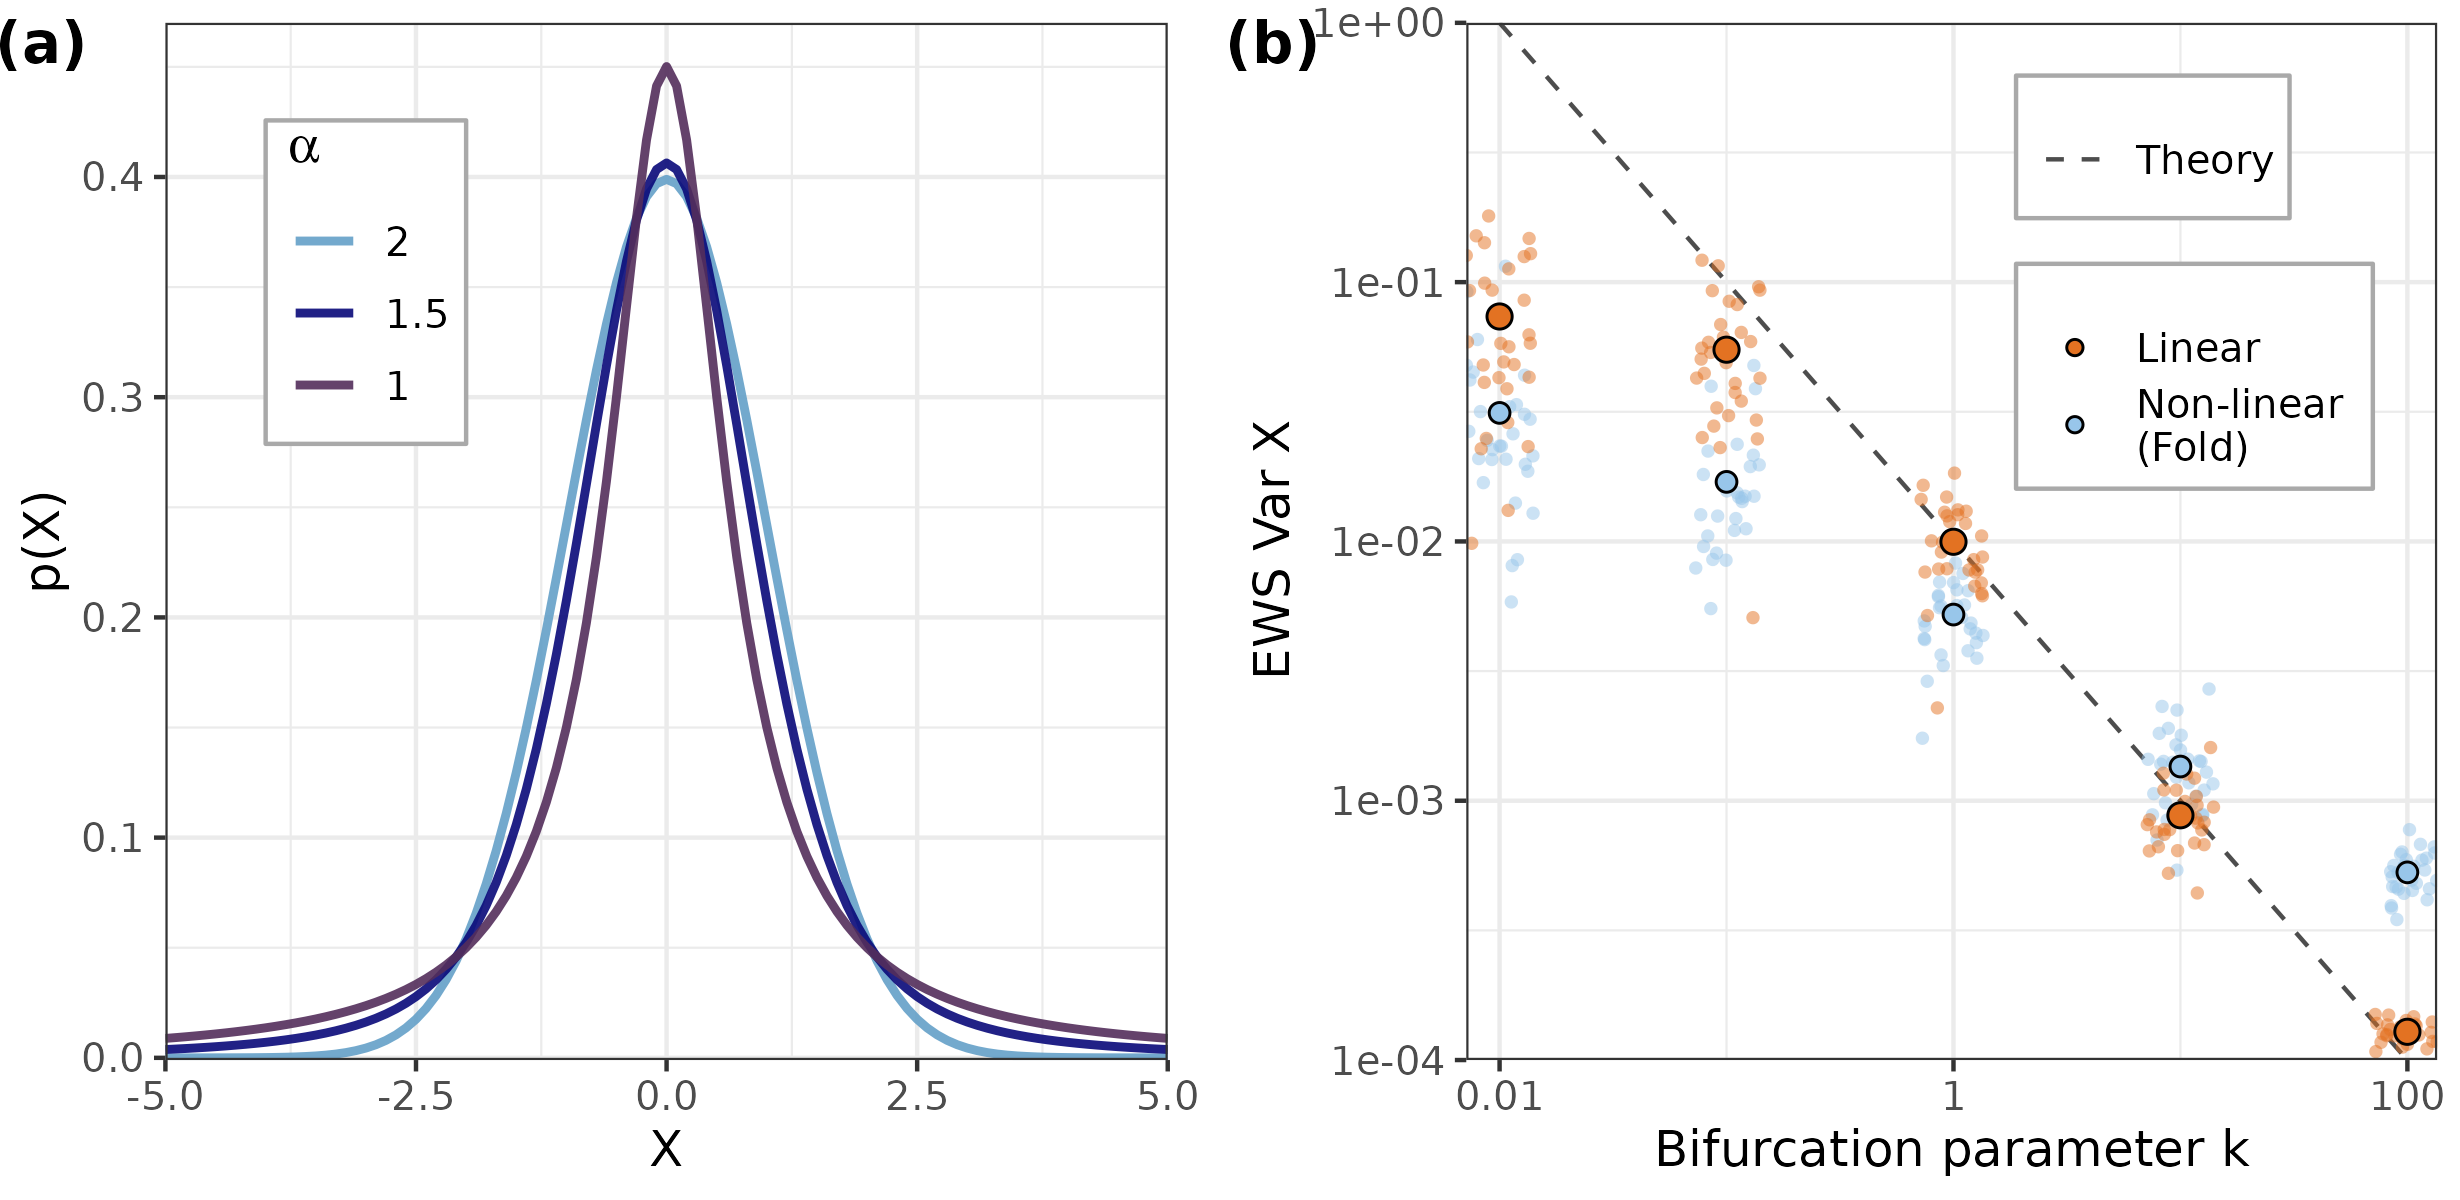 (a)
α
2
1.5
1
0.4
0.3
0.2
0.1
0.0
-5.0
-2.5
0.0
2.5
5.0
p(X)
X
(b)
1e+00
1e-01
1e-02
1e-03
1e-04
0.01
1
100
EWS Var X
Bifurcation parameter k
Theory
Linear
Non-linear
(Fold)